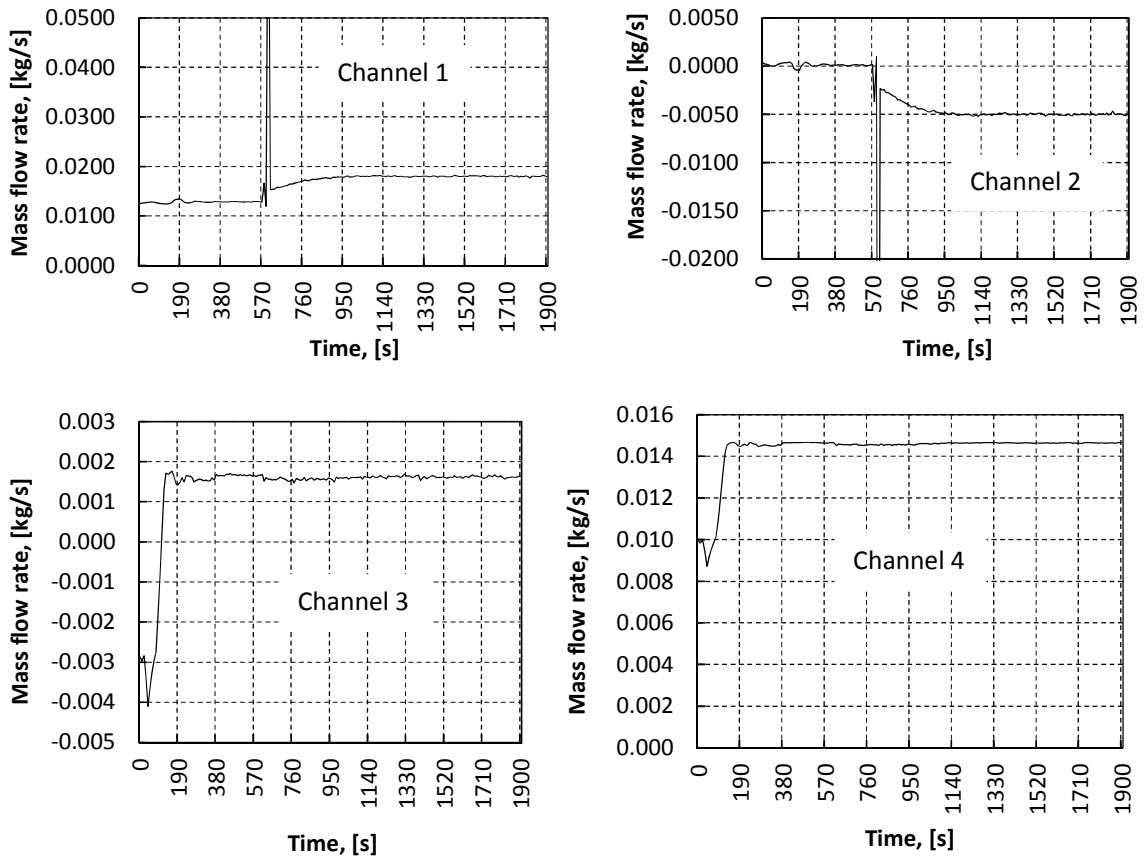 Mass flow rate, [kg/s]
0.0500
0.0400
0.0300
0.0200
0.0100
0.0000
Channel 1
0 190 380 570 760 950 1140 1330 1520 1710 1900
Time, [s]
Mass flow rate, [kg/s]
0.0050
0.0000
-0.0050
-0.0100
-0.0150
-0.0200
Channel 2
0 190 380 570 760 950 1140 1330 1520 1710 1900
Time, [s]
Mass flow rate, [kg/s]
0.003
0.002
0.001
0.000
-0.001
-0.002
-0.003
-0.004
-0.005
Channel 3
0 190 380 570 760 950 1140 1330 1520 1710 1900
Time, [s]
Mass flow rate, [kg/s]
0.016
0.014
0.012
0.010
0.008
0.006
0.004
0.002
0.000
Channel 4
0 190 380 570 760 950 1140 1330 1520 1710 1900
Time, [s]